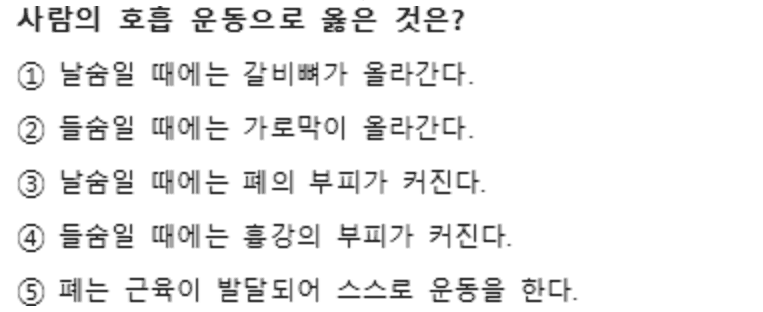 사람의 호흡 운동으로 옳은 것은?
① 날숨일 때에는 갈비뼈가 올라간다.
② 들숨일 때에는 가로막이 올라간다.
③ 날숨일 때에는 폐의 부피가 커진다.
④ 들숨일 때에는 흉강의 부피가 커진다.
⑤ 폐는 근육이 발달되어 스스로 운동을 한다.